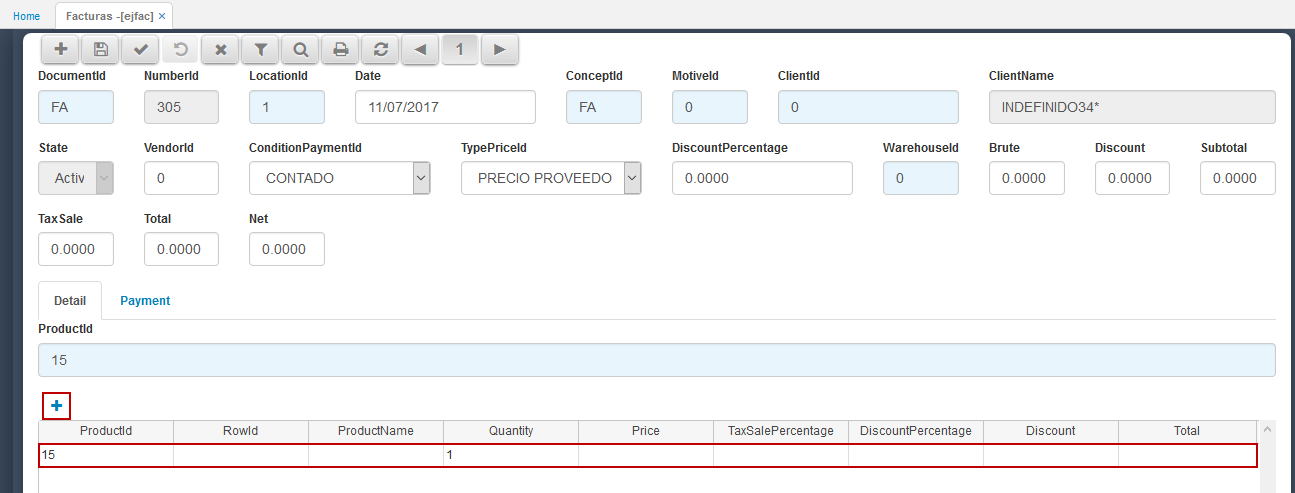 Home Facturas -[ejfac] ×
1
DocumentId NumberId LocationId Date ConceptId MotiveId ClientId ClientName
FA 305 1 11/07/2017 FA 0 0 INDEFINIDO34*
State VendorId ConditionPaymentId TypePriceId DiscountPercentage WarehouseId Brute Discount Subtotal
Activ 0 CONTADO PRECIO PROVEEDO 0.0000 0 0.0000 0.0000 0.0000
TaxSale Total Net
0.0000 0.0000 0.0000
Detail Payment
ProductId
15
ProductId RowId ProductName Quantity Price TaxSalePercentage DiscountPercentage Discount Total
15 1